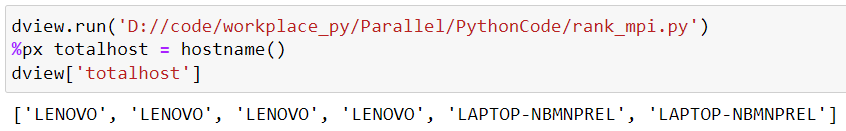 dview.run('D://code/workplace_py/Parallel/PythonCode/rank_mpi.py')
%px totalhost = hostname()
dview['totalhost']
['LENOVO', 'LENOVO', 'LENOVO', 'LENOVO', 'LAPTOP-NBMNPREL', 'LAPTOP-NBMNPREL']